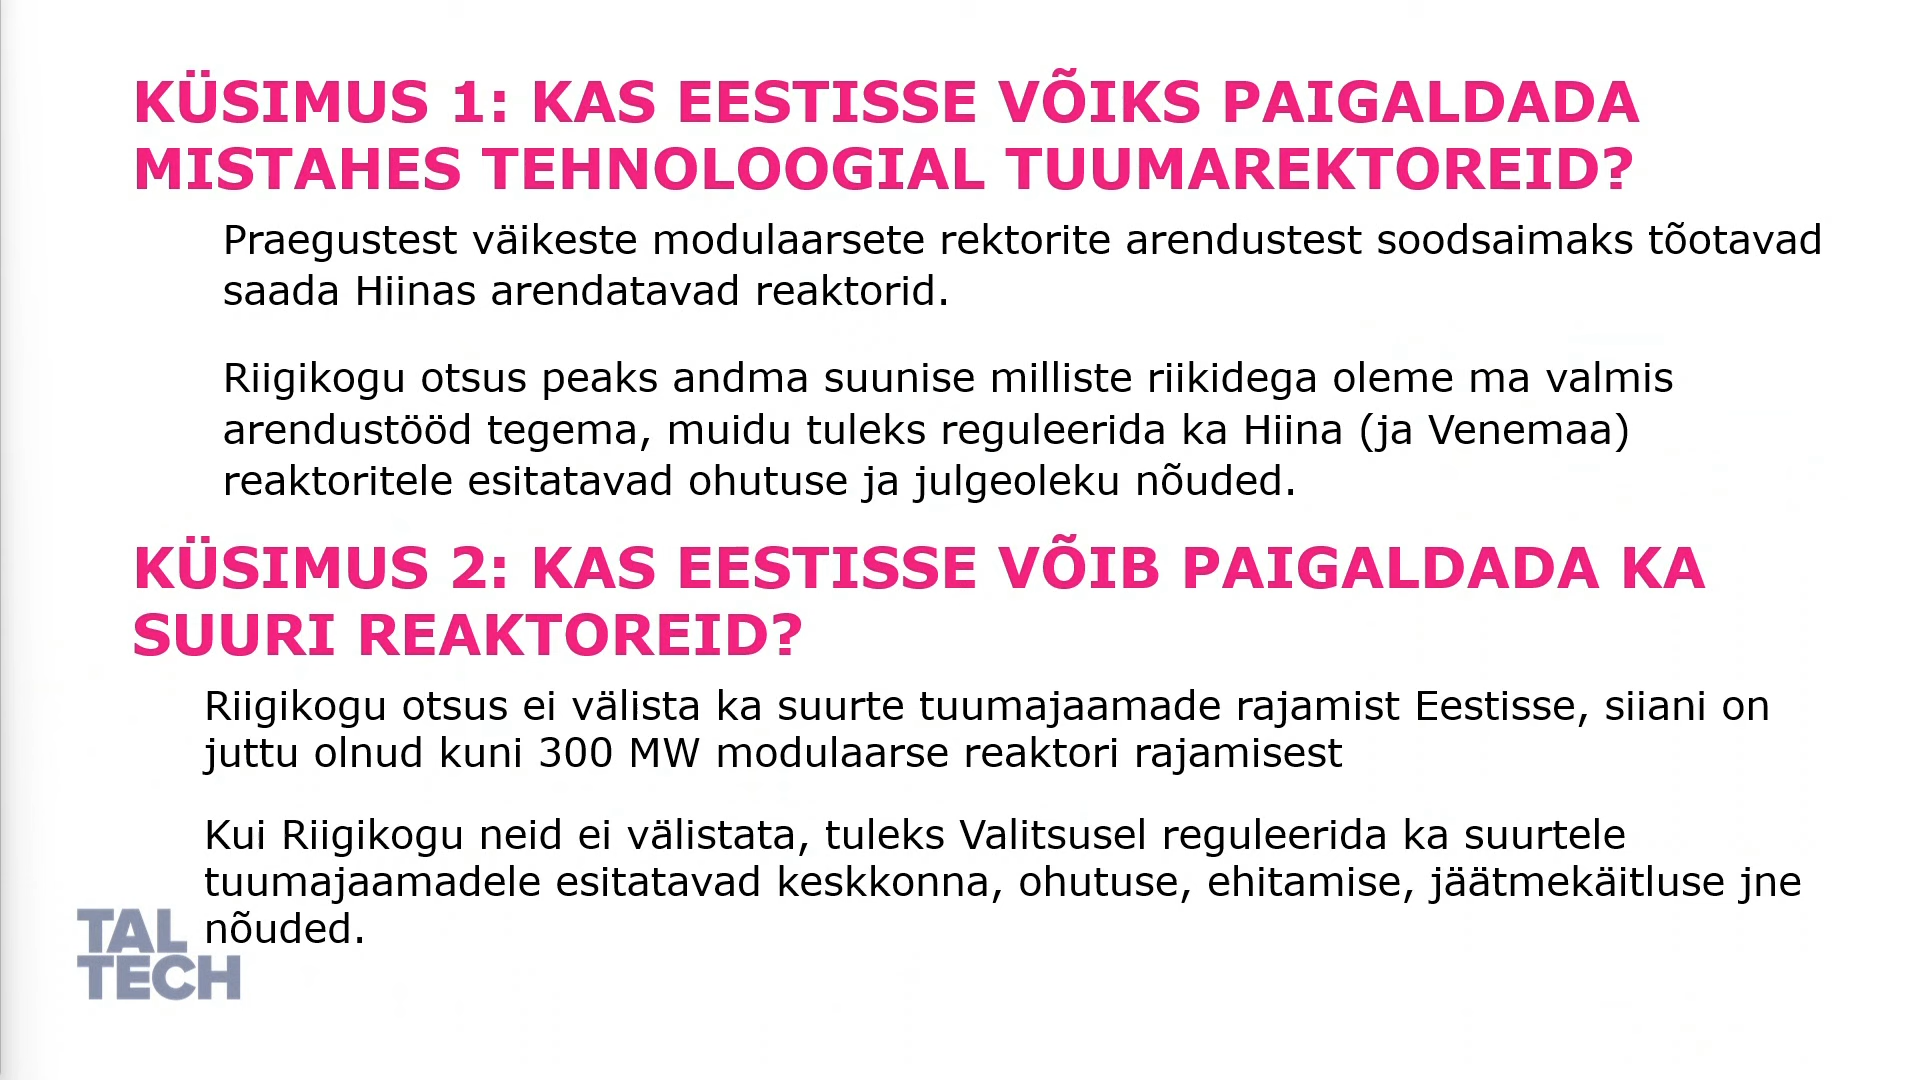 KÜSIMUS 1: KAS EESTISSE VÕIKS PAIGALDADA
MISTAHES TEHNOLOOGIAL TUUMAREKTOREID?
Praegustest väikeste modulaarsete rektorite arendustest soodsaimaks tõotavad
saada Hiinas arendatavad reaktorid.
Riigikogu otsus peaks andma suunise milliste riikidega oleme ma valmis
arendustööd tegema, muidu tuleks reguleerida ka Hiina (ja Venemaa)
reaktoritele esitatavad ohutuse ja julgeoleku nõuded.
KÜSIMUS 2: KAS EESTISSE VÕIB PAIGALDADA KA
SUURI REAKTOREID?
Riigikogu otsus ei välista ka suurte tuumajaamade rajamist Eestisse, siiani on
juttu olnud kuni 300 MW modulaarse reaktori rajamisest
Kui Riigikogu neid ei välistata, tuleks Valitsusel reguleerida ka suurtele
tuumajaamadele esitatavad keskkonna, ohutuse, ehitamise, jäätmekäitluse jne
nõuded.
TAL
TECH